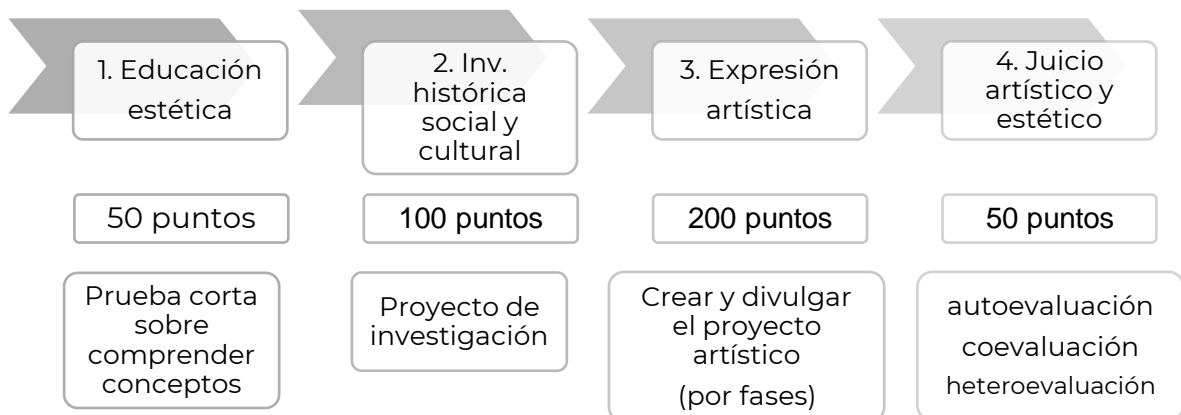 1. Educación
estética
2. Inv.
histórica
social y
cultural
3. Expresión
artística
4. Juicio
artístico y
estético
50 puntos
100 puntos
200 puntos
50 puntos
Prueba corta
sobre
comprender
conceptos
Proyecto de
investigación
Crear y divulgar
el proyecto
artístico
(por fases)
autoevaluación
coevaluación
heteroevaluación